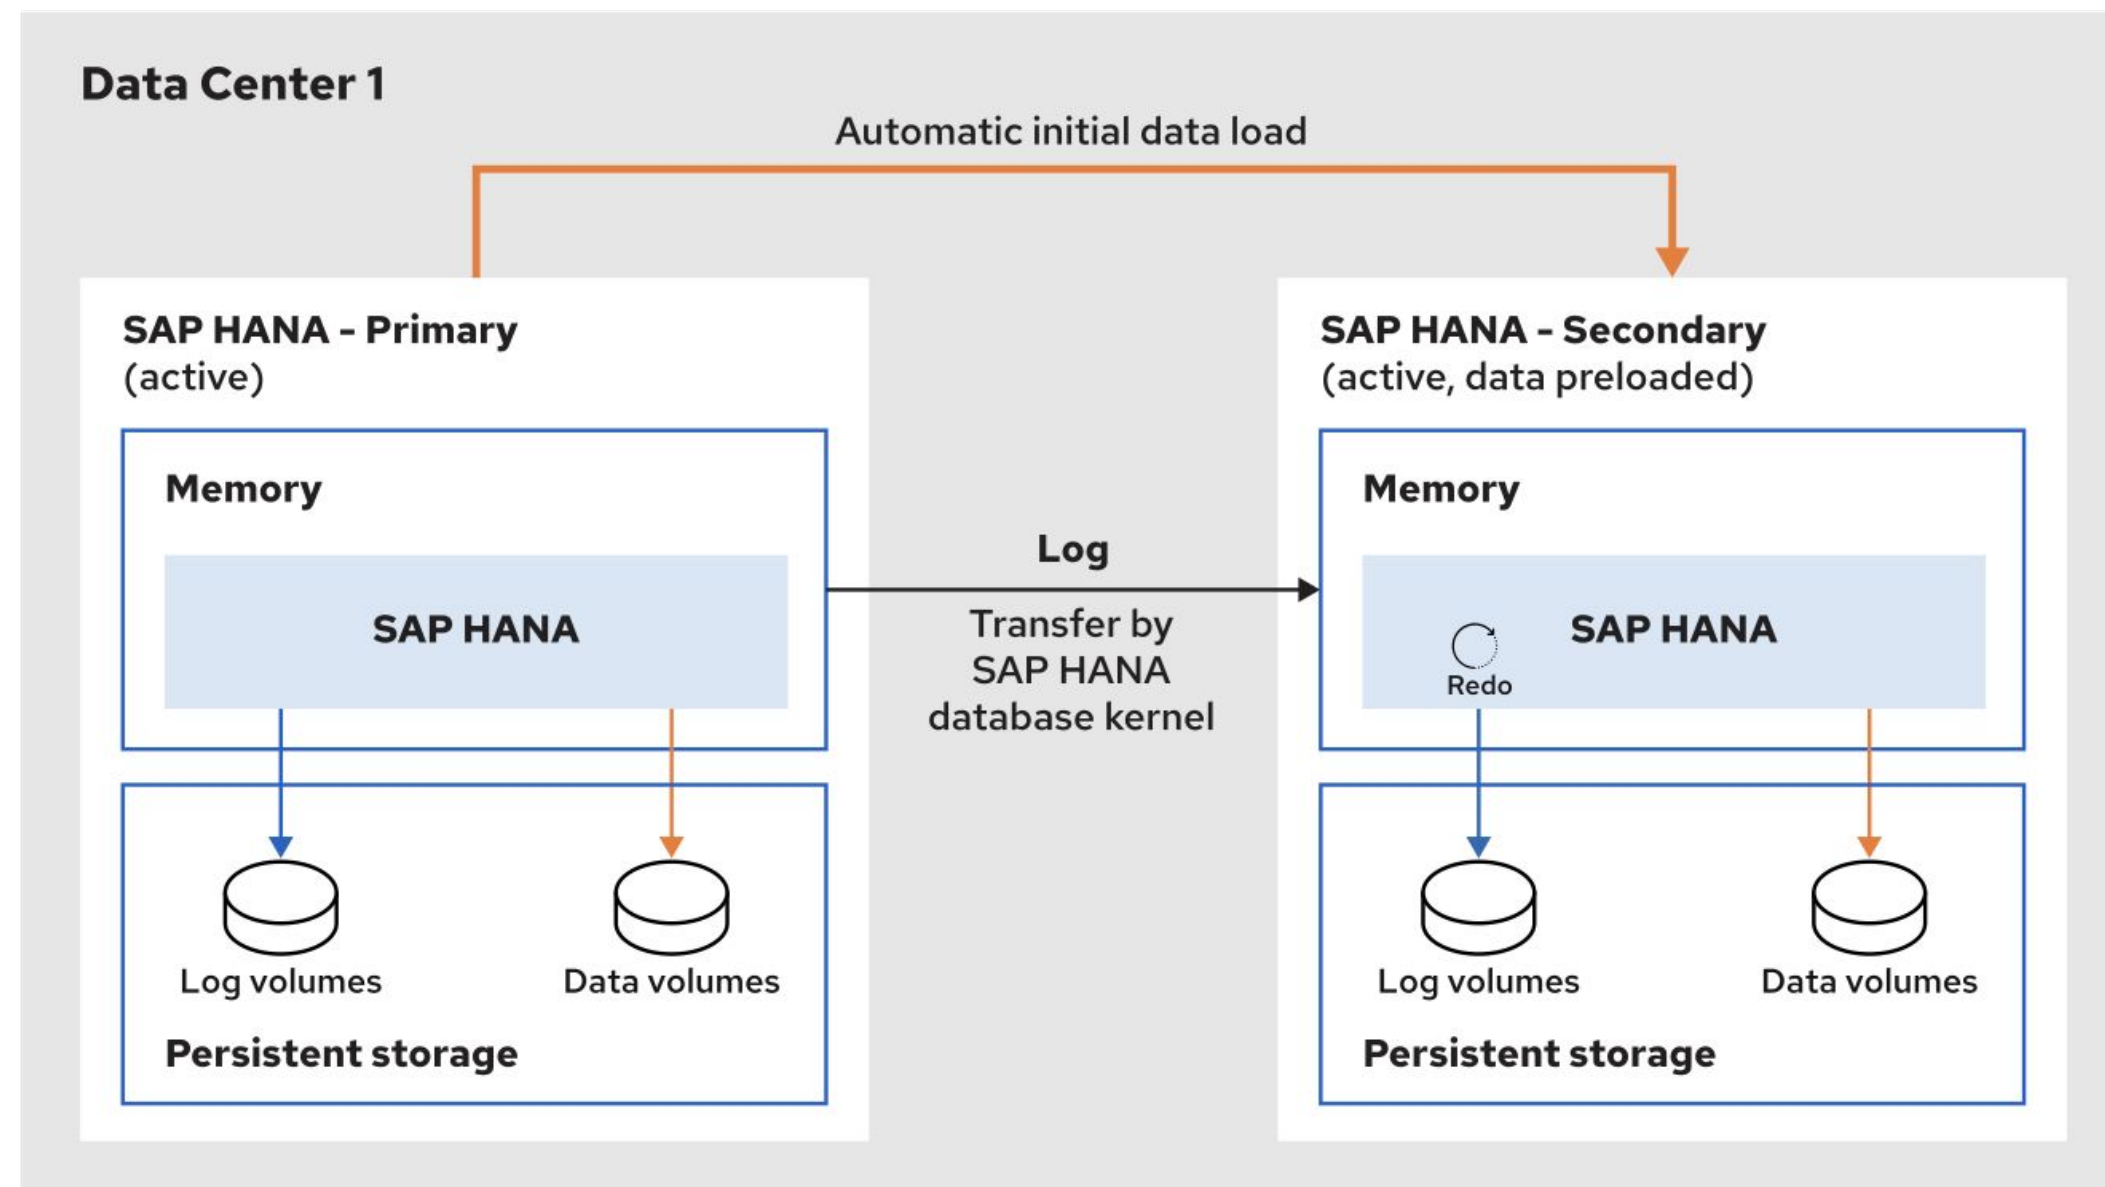 Data Center 1
Automatic initial data load
SAP HANA – Primary
(active)
Memory
SAP HANA
Log volumes
Data volumes
Persistent storage
Log
Transfer by
SAP HANA
database kernel
SAP HANA – Secondary
(active, data preloaded)
Memory
SAP HANA
Redo
Log volumes
Data volumes
Persistent storage